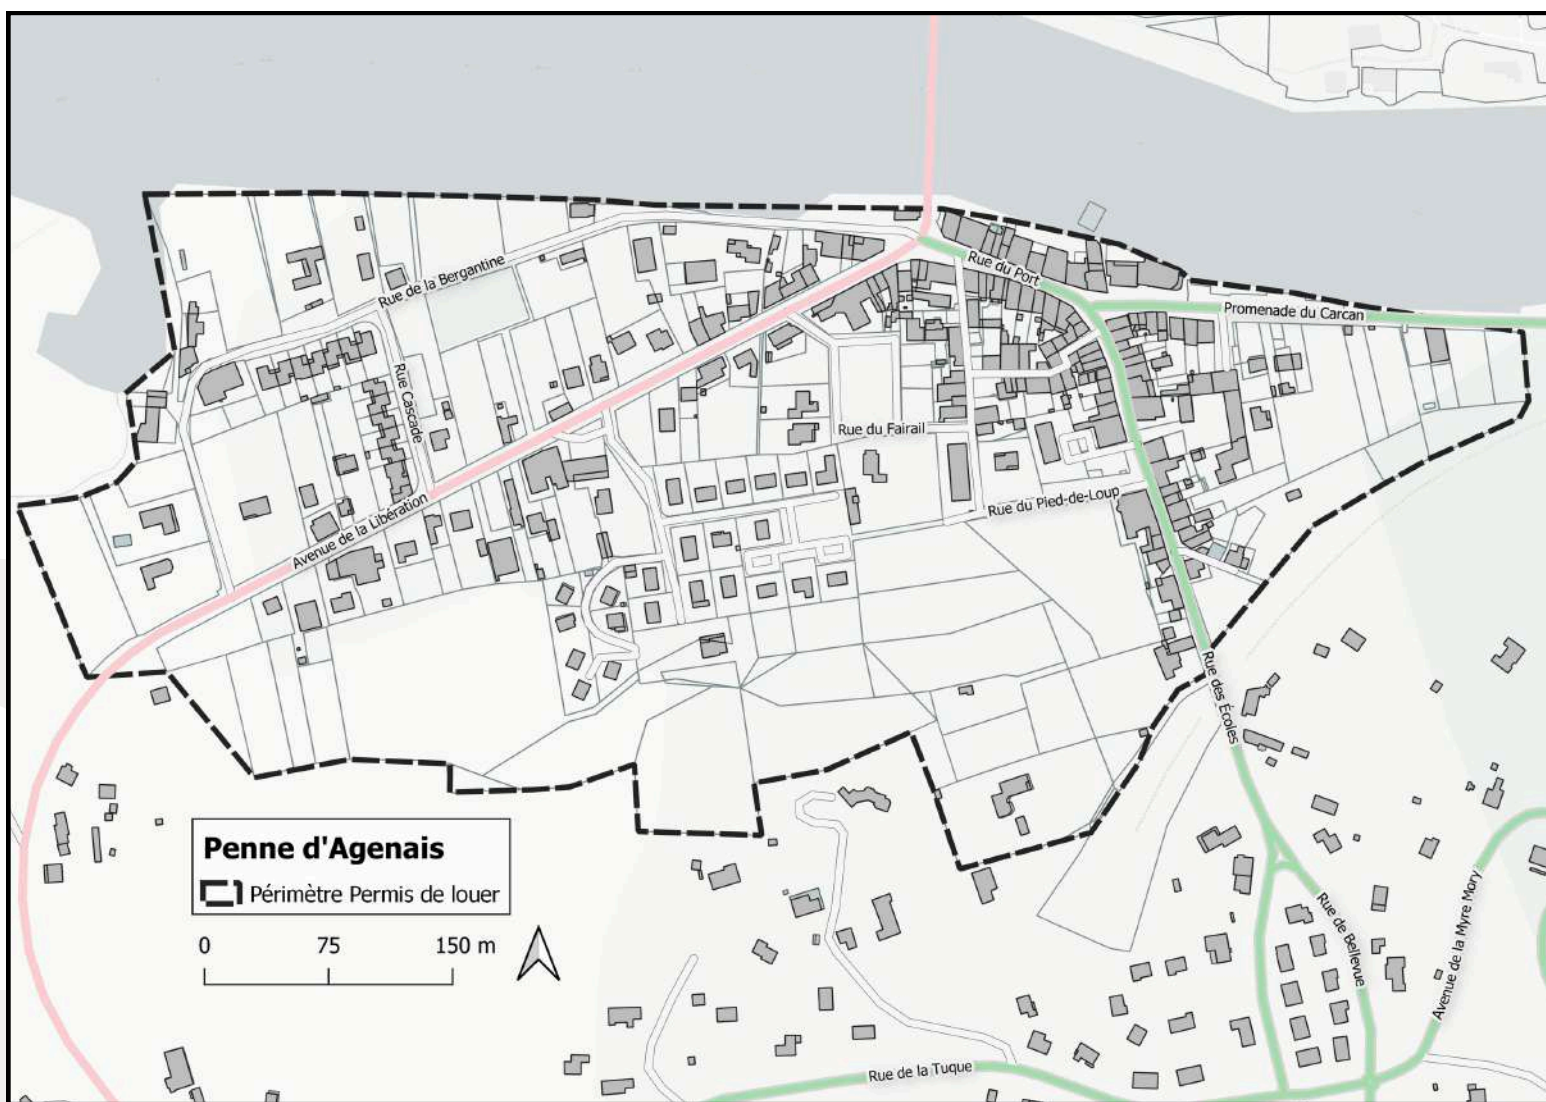 Rue de la Bergantine
Rue du Port
Promenade du Carcan
Rue Cascade
Rue du Fairail
Avenue de la Libération
Rue du Pied-de-Loup
Rue des Écoles
Penne d'Agenais
Périmètre Permis de louer
0 75 150 m
Rue de Bellevue
Avenue de la Myre Mory
Rue de la Tuque